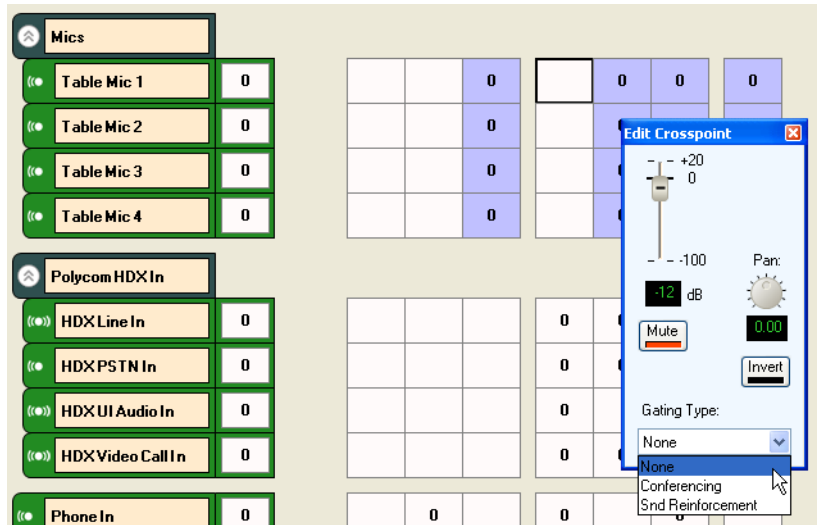 Mics
Table Mic 1 0 0 0 0 0
Table Mic 2 0 0
Table Mic 3 0 0
Table Mic 4 0 0
Edit Crosspoint
+20
0
-100
Pan:
-12 dB
0.00
Mute
Invert
Gating Type:
None
None
Conferencing
Snd Reinforcement
Polycom HDX In
HDX Line In 0 0
HDX PSTN In 0 0
HDX UI Audio In 0 0
HDX Video Call In 0 0
Phone In 0 0 0